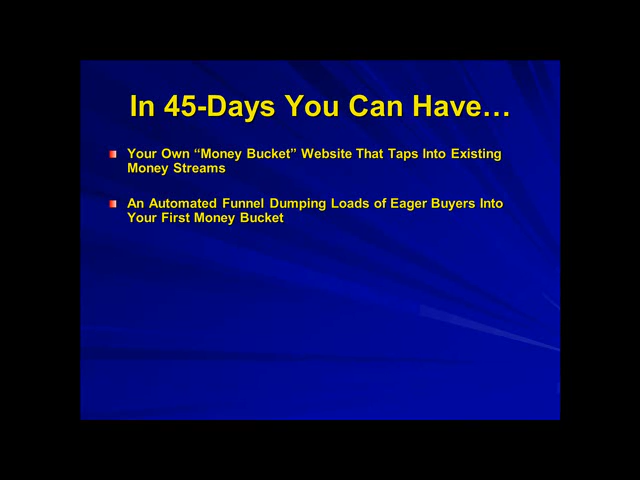 In 45-Days You Can Have…
Your Own “Money Bucket” Website That Taps Into Existing
Money Streams
An Automated Funnel Dumping Loads of Eager Buyers Into
Your First Money Bucket